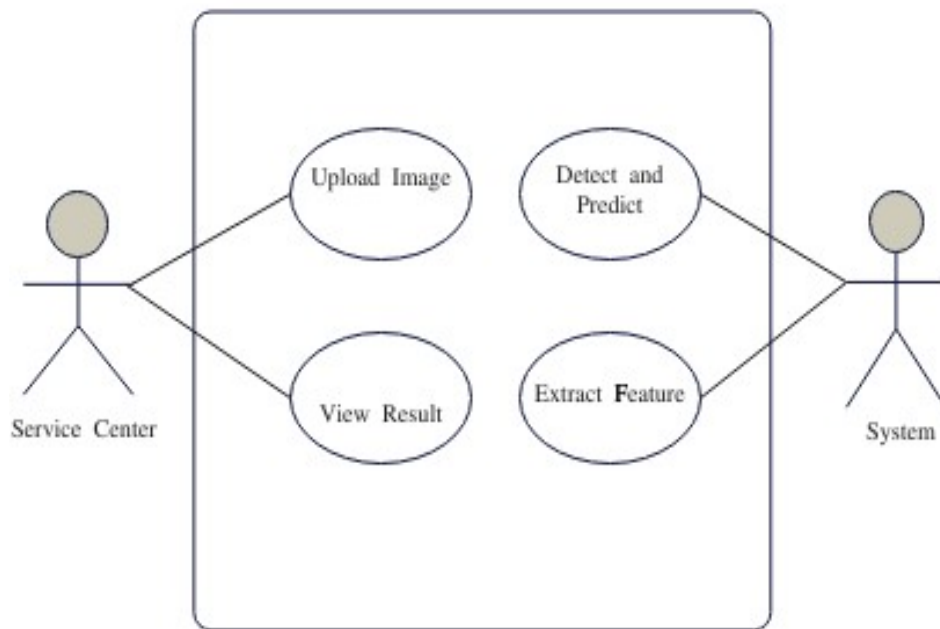 Upload Image
Detect and
Predict
View Result
Extract Feature
Service Center
System